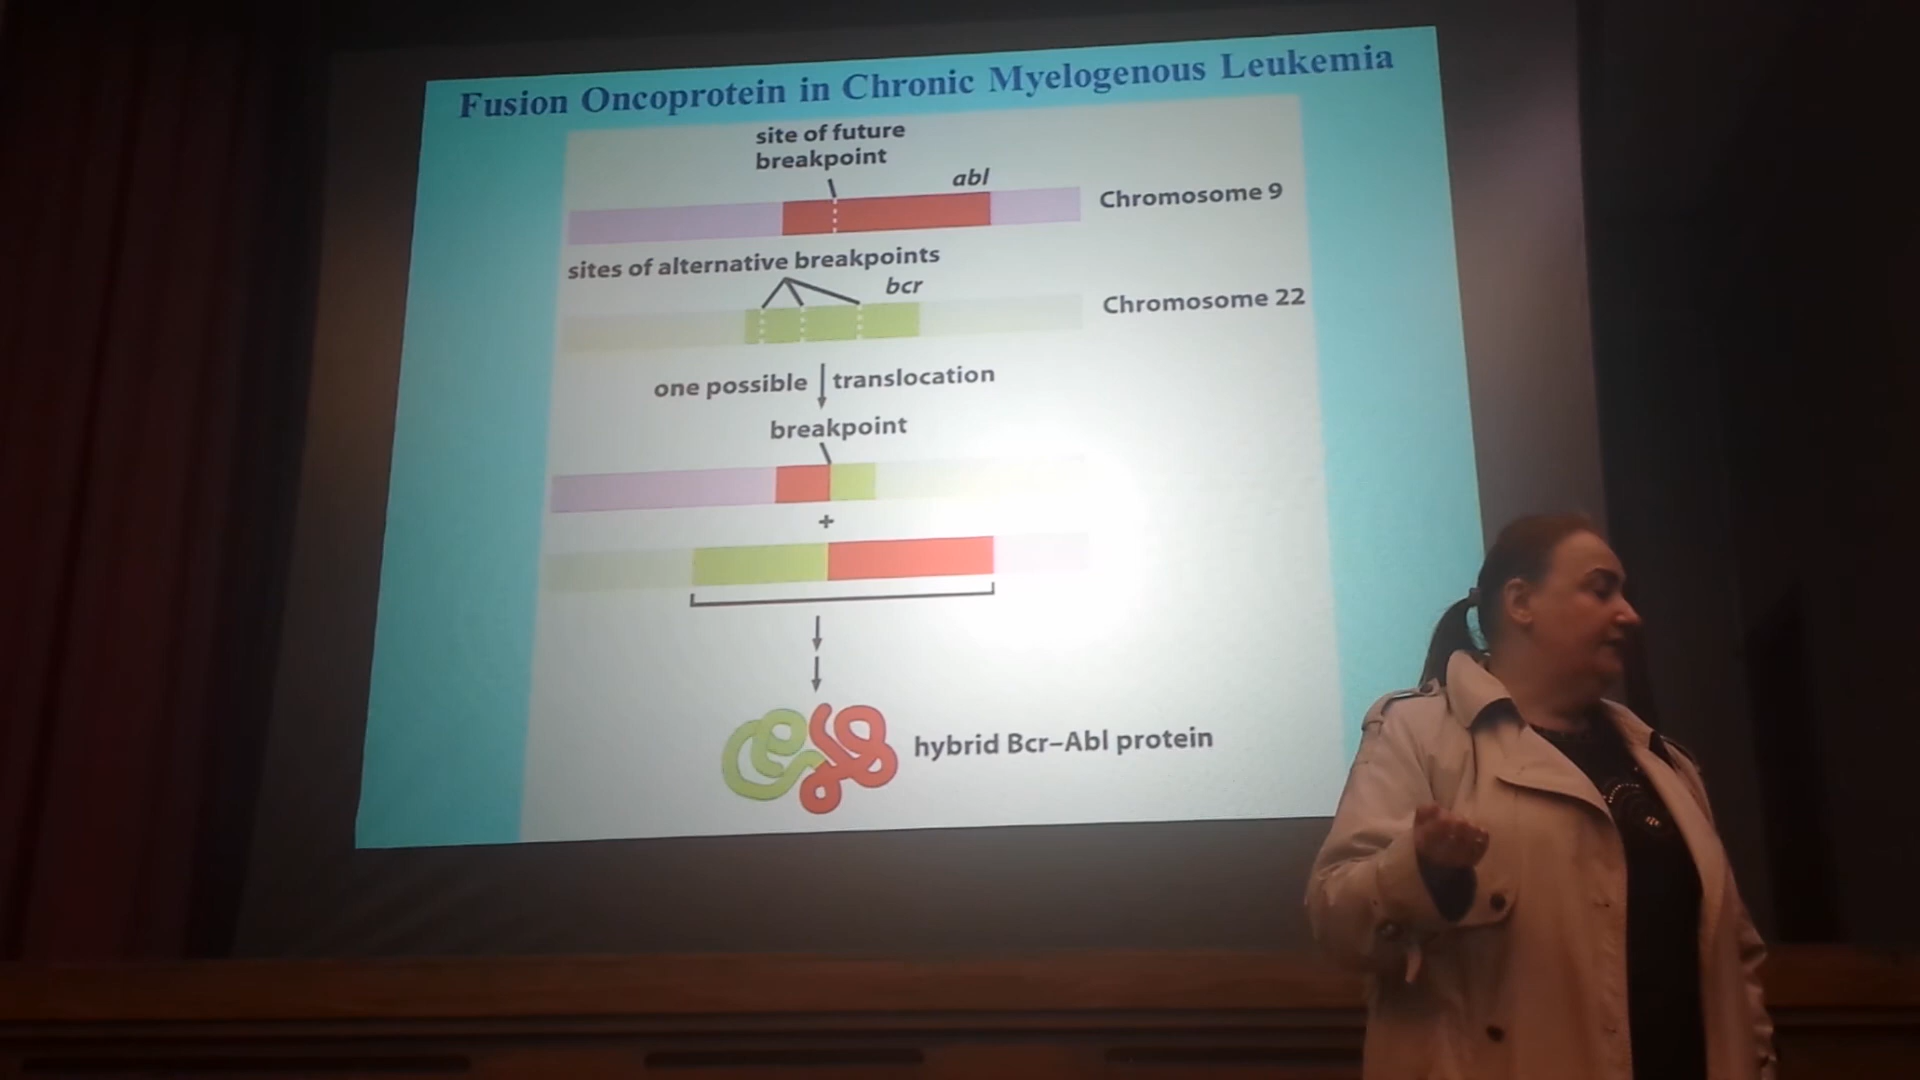 Fusion Oncoprotein in Chronic Myelogenous Leukemia
site of future
breakpoint
abl
Chromosome 9
sites of alternative breakpoints
bcr
Chromosome 22
one possible translocation
breakpoint
+
hybrid Bcr–Abl protein